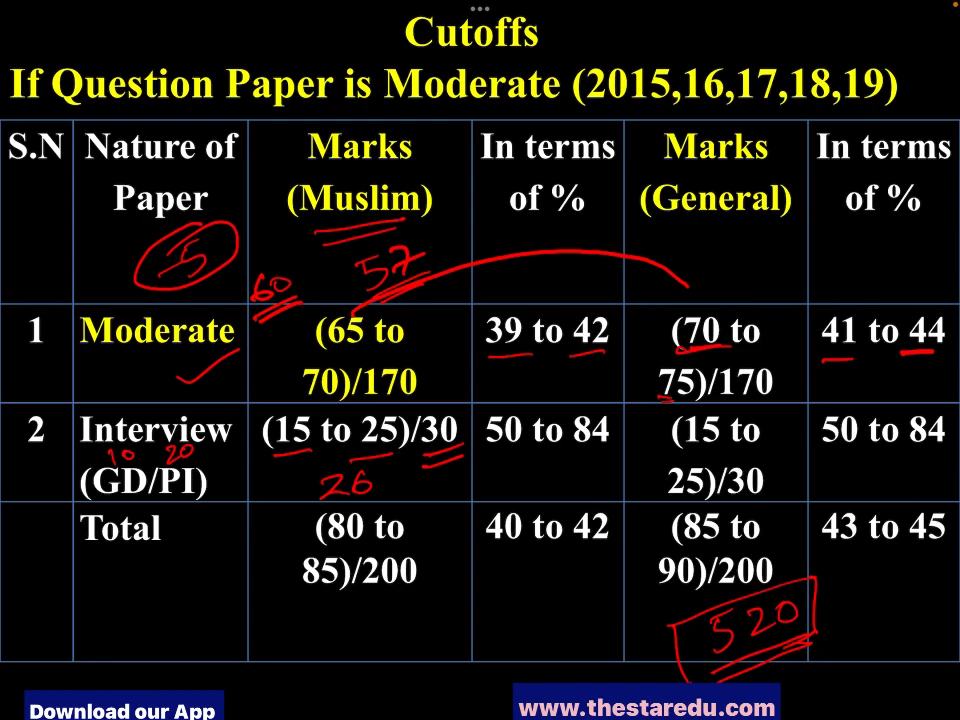 Cutoffs
If Question Paper is Moderate (2015,16,17,18,19)
S.N Nature of Marks In terms Marks In terms
Paper (Muslim) of % (General) of %
5 60 57
1 Moderate (65 to 39 to 42 (70 to 41 to 44
70)/170 75)/170
2 Interview (15 to 25)/30 50 to 84 (15 to 50 to 84
10 20
(GD/PI) 26 25)/30
Total (80 to 40 to 42 (85 to 43 to 45
85)/200 90)/200
520
Download our App www.thestaredu.com